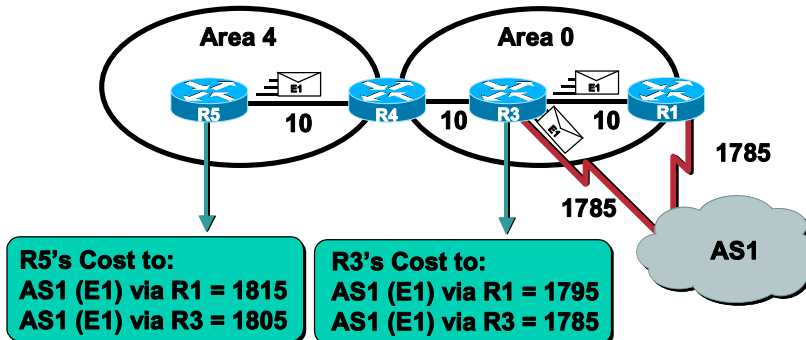 Area 4
Area 0
E1
E1
R5
R4
R3
R1
10
10
10
E1
1785
1785
AS1
R5's Cost to:
AS1 (E1) via R1 = 1815
AS1 (E1) via R3 = 1805
R3's Cost to:
AS1 (E1) via R1 = 1795
AS1 (E1) via R3 = 1785